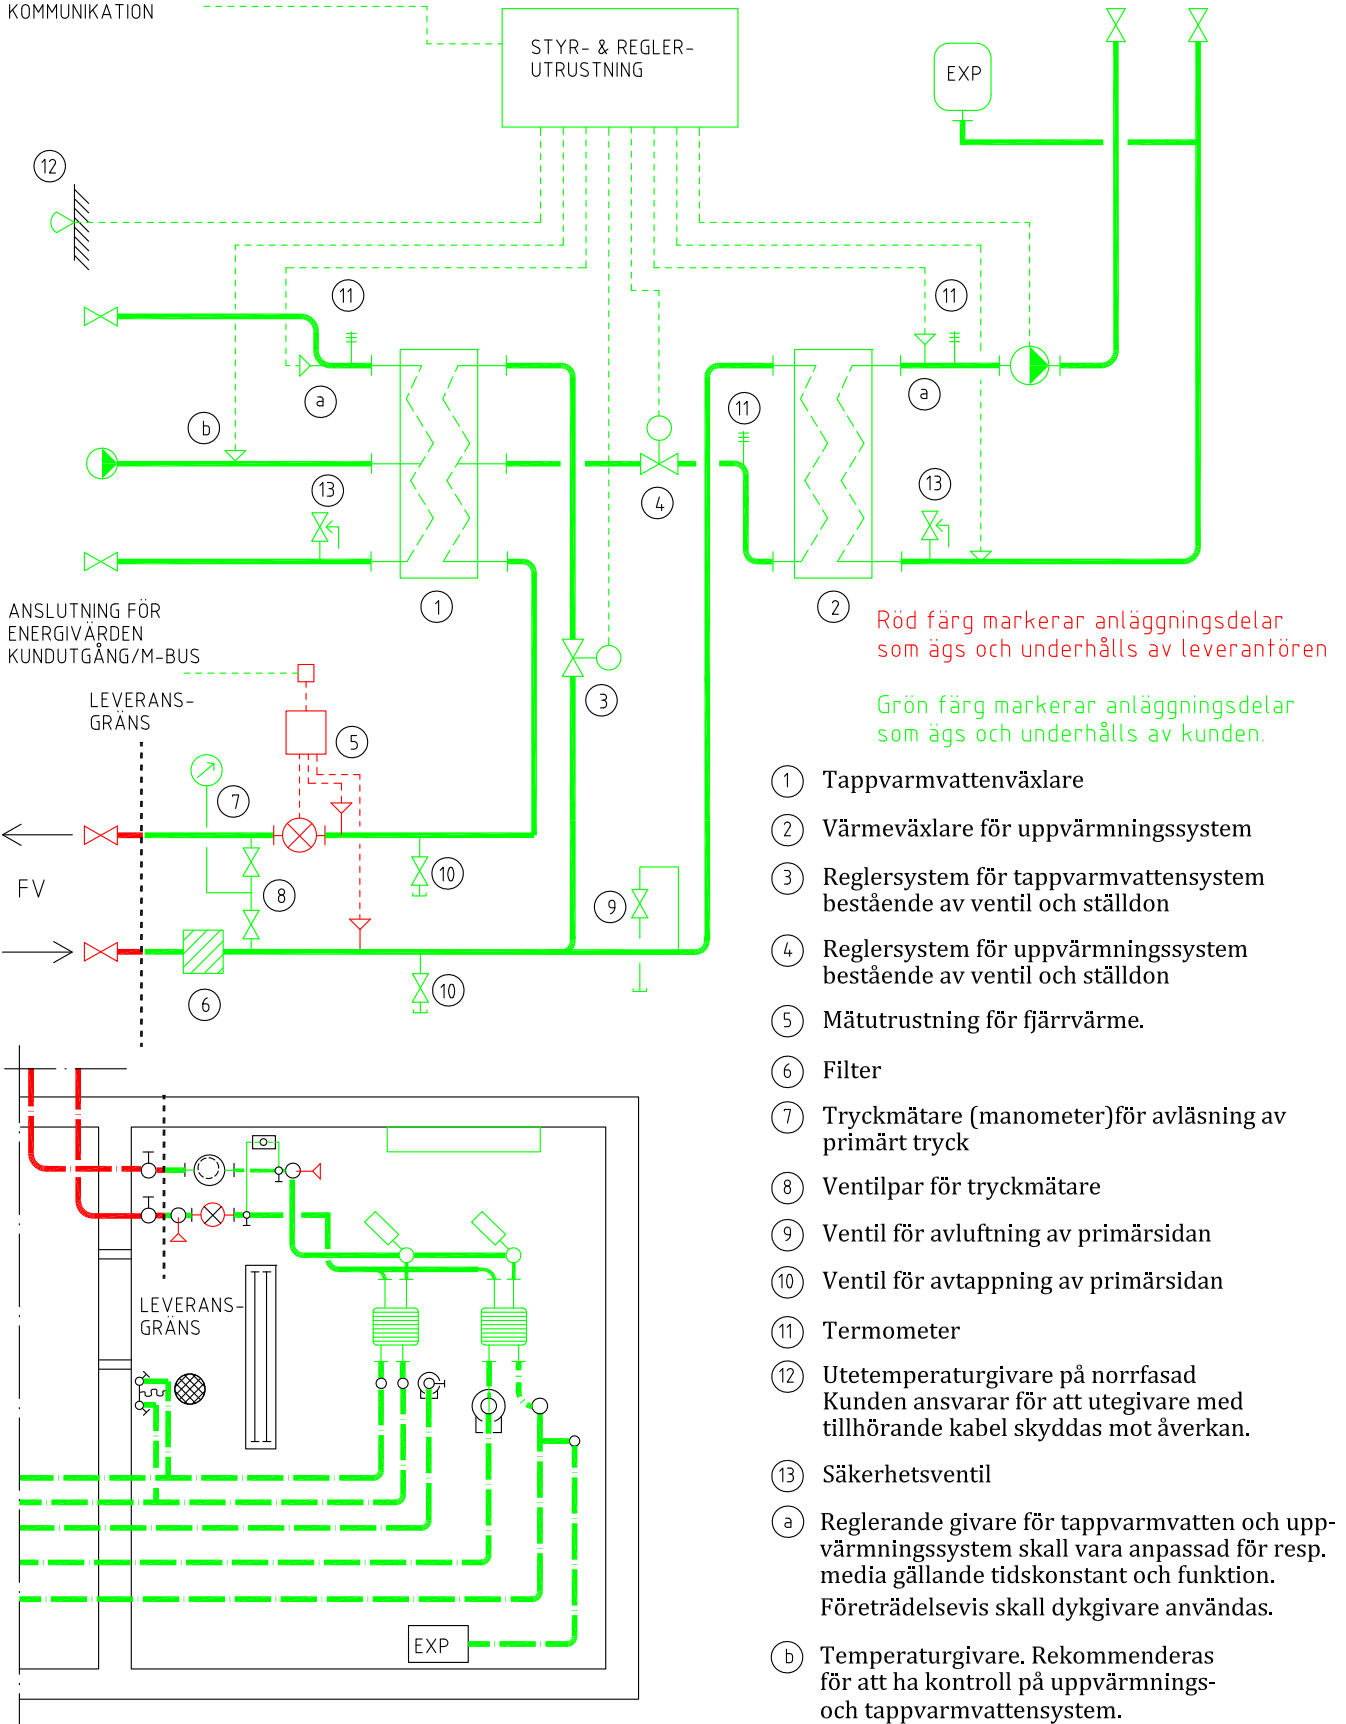 KOMMUNIKATION
STYR- & REGLER-
UTRUSTNING
EXP
12
11
11
a
a
11
b
13
13
4
1
2
ANSLUTNING FÖR
ENERGIVÄRDEN
KUNDUTGÅNG/M-BUS
LEVERANS-
GRÄNS
3
5
7
10
8
9
FV
10
6
Röd färg markerar anläggningsdelar
som ägs och underhålls av leverantören
Grön färg markerar anläggningsdelar
som ägs och underhålls av kunden.
1 Tappvarmvattenväxlare
2 Värmeväxlare för uppvärmningssystem
3 Reglersystem för tappvarmvattensystem
bestående av ventil och ställdon
4 Reglersystem för uppvärmningssystem
bestående av ventil och ställdon
5 Mätutrustning för fjärrvärme.
6 Filter
7 Tryckmätare (manometer)för avläsning av
primärt tryck
8 Ventilpar för tryckmätare
9 Ventil för avluftning av primärsidan
10 Ventil för avtappning av primärsidan
11 Termometer
12 Utetemperaturgivare på norrfasad
Kunden ansvarar för att utegivare med
tillhörande kabel skyddas mot åverkan.
13 Säkerhetsventil
a Reglerande givare för tappvarmvatten och upp-
värmningssystem skall vara anpassad för resp.
media gällande tidskonstant och funktion.
Företrädelsevis skall dykgivare användas.
b Temperaturgivare. Rekommenderas
för att ha kontroll på uppvärmnings-
och tappvarmvattensystem.
LEVERANS-
GRÄNS
EXP